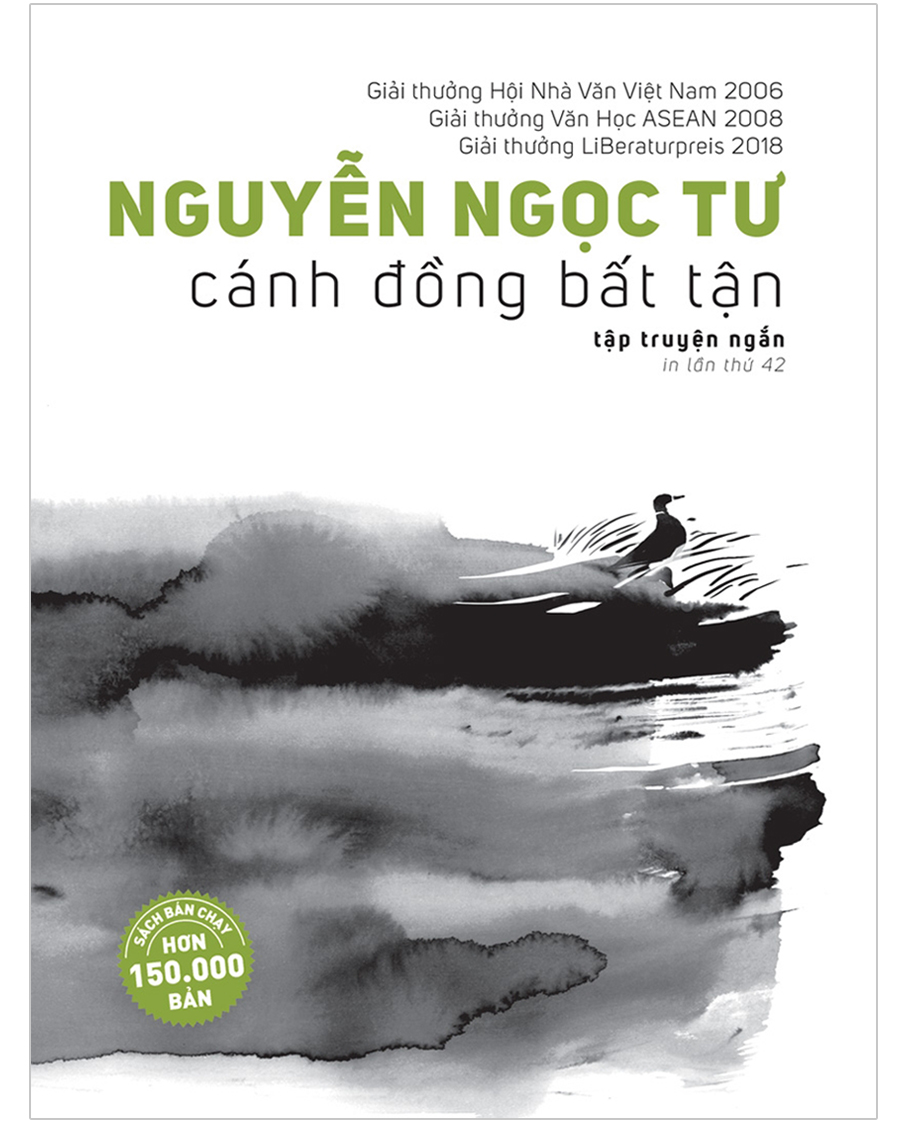 Giải thưởng Hội Nhà Văn Việt Nam 2006
Giải thưởng Văn Học ASEAN 2008
Giải thưởng LiBeraturpreis 2018
NGUYỄN NGỌC TƯ
cánh đồng bất tận
tập truyện ngắn
in lần thứ 42
SÁCH BÁN CHẠY
HƠN
150.000
BẢN